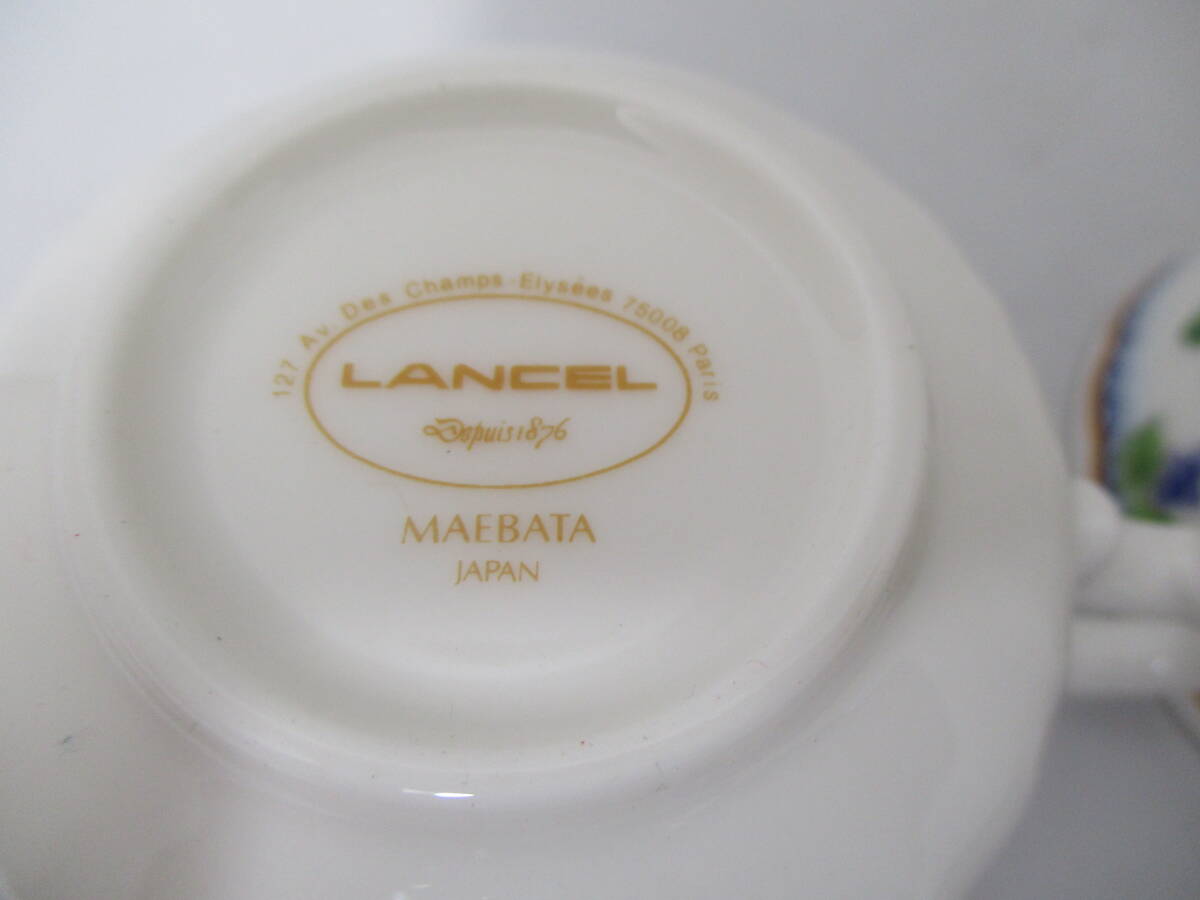 127 Av. Des Champs-Elysées 75008 Paris
LANCEL
Depuis 1876
MAEBATA
JAPAN